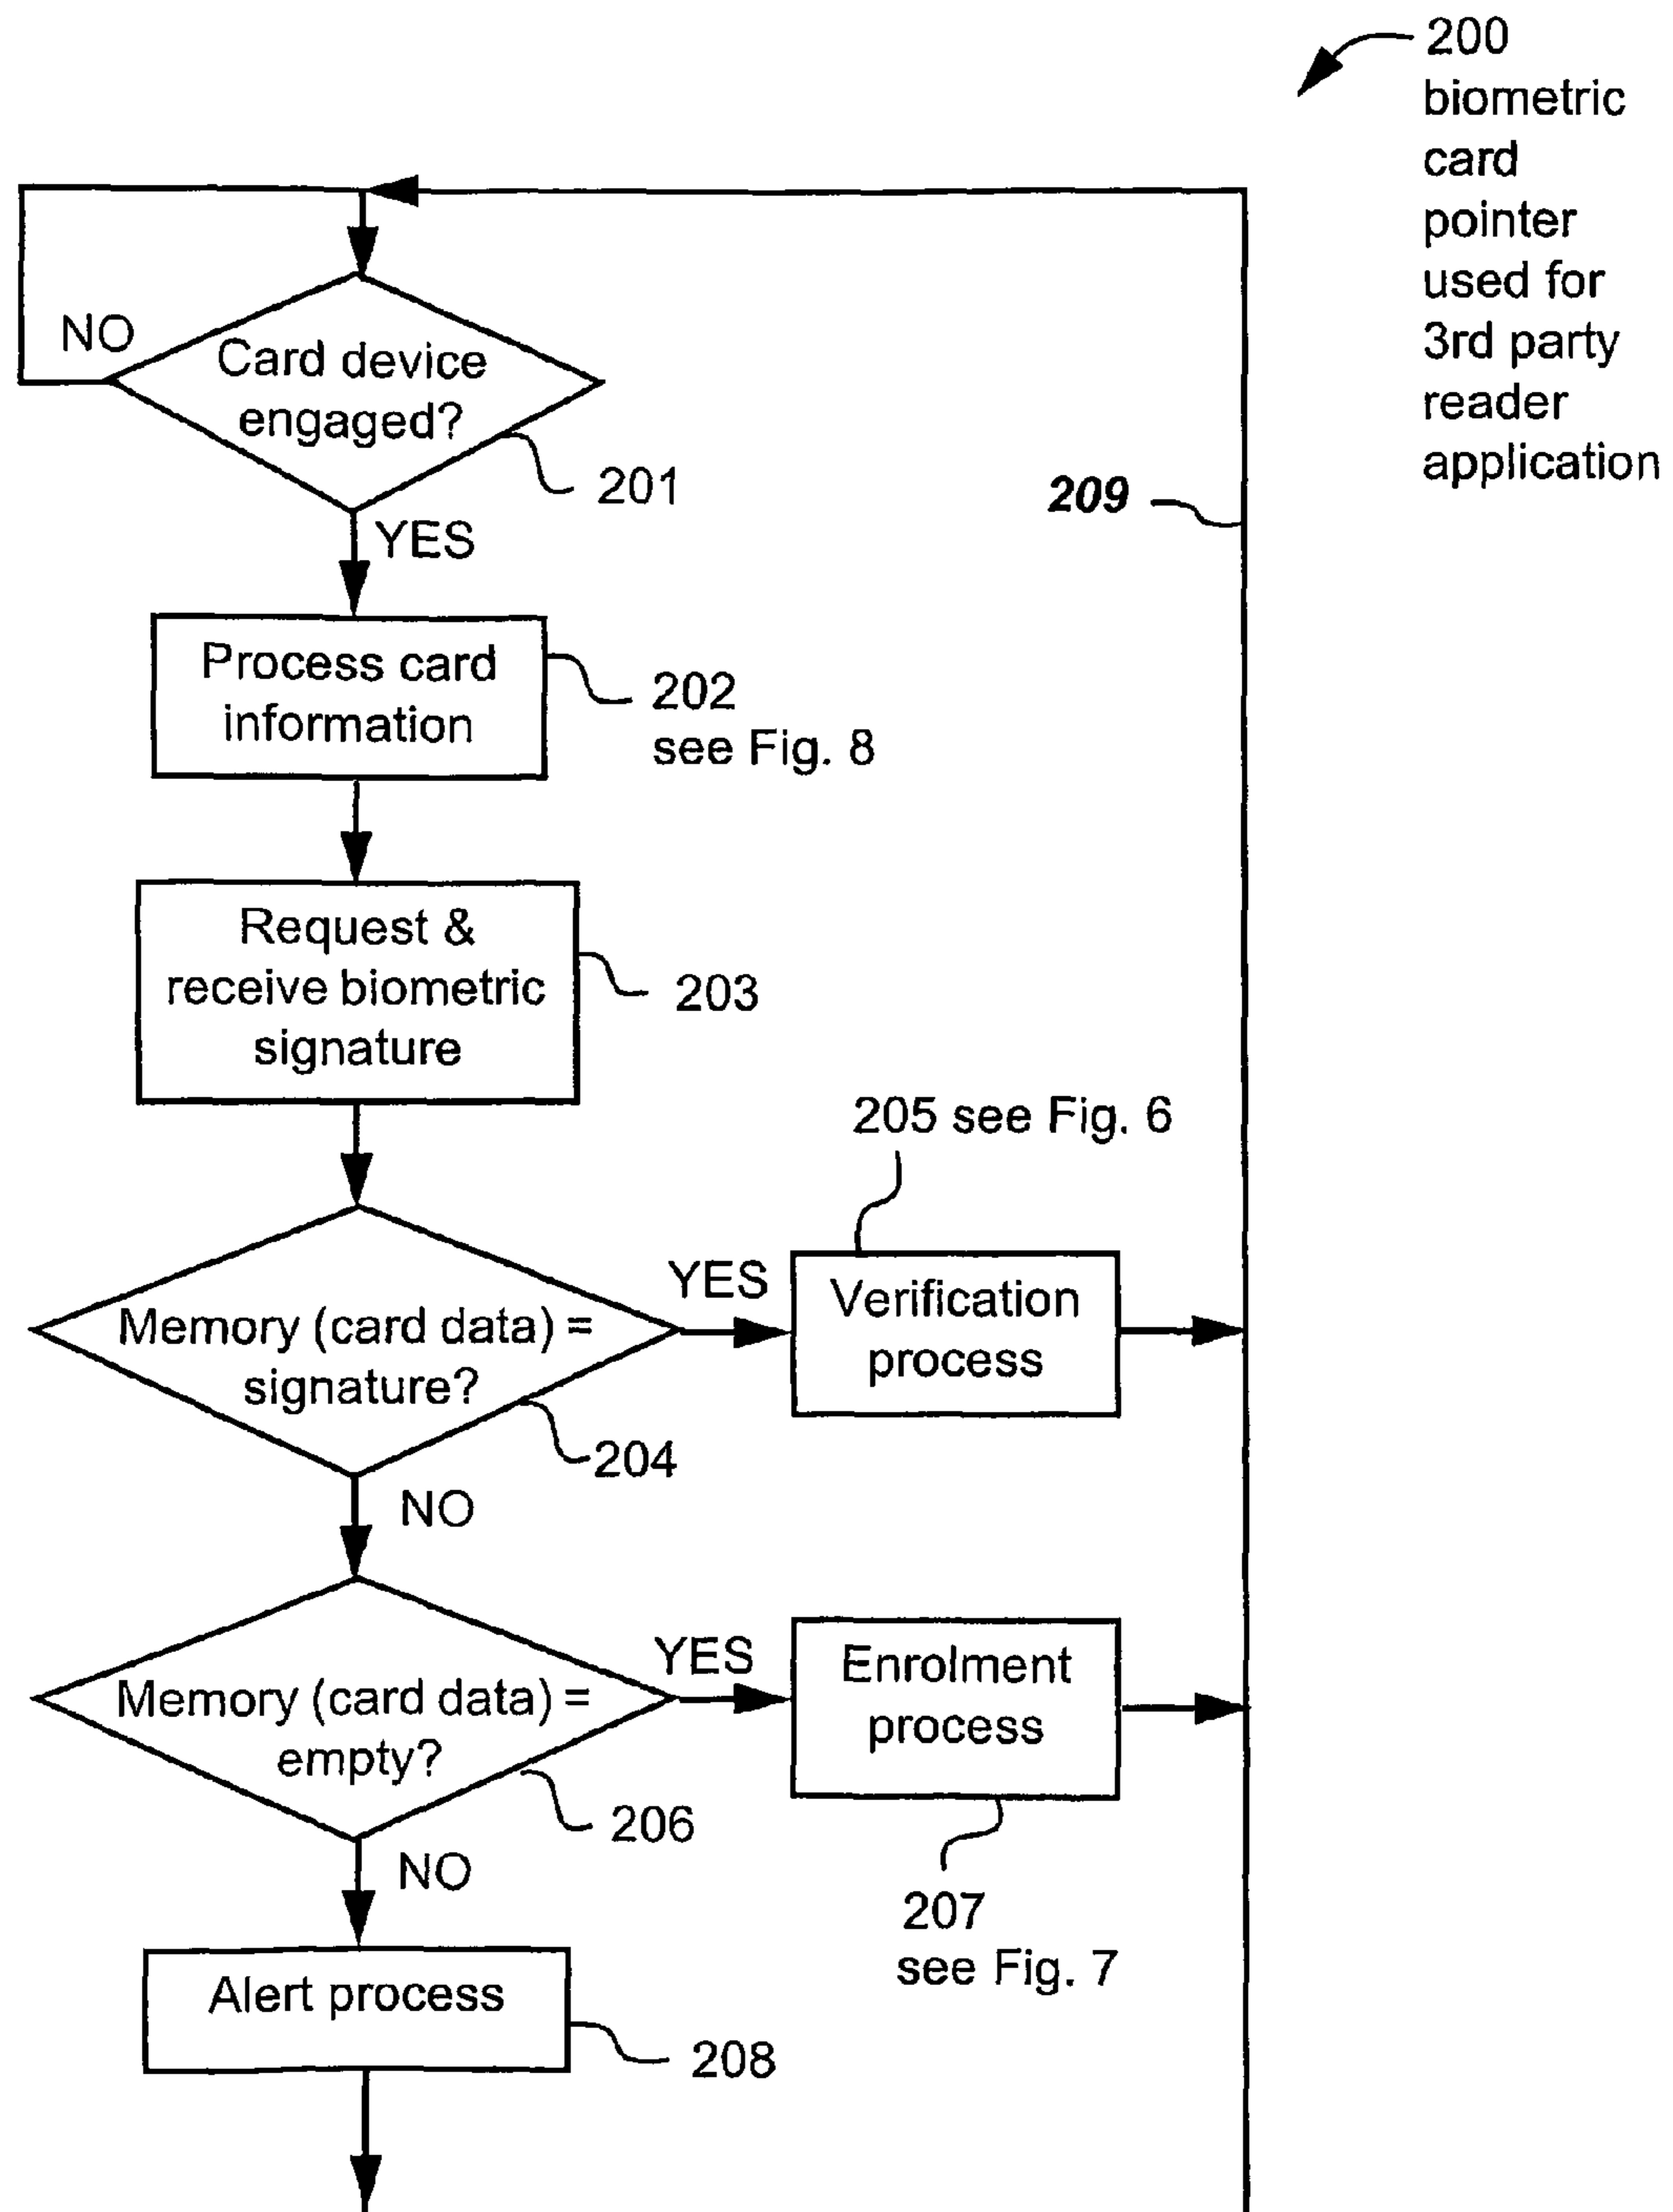 200
biometric
card
pointer
used for
3rd party
reader
application
NO
Card device
engaged?
201
209
YES
Process card
information
202
see Fig. 8
Request &
receive biometric
signature
203
205 see Fig. 6
YES
Verification
process
Memory (card data) =
signature?
204
NO
YES
Enrolment
process
Memory (card data) =
empty?
206
207
see Fig. 7
NO
Alert process
208